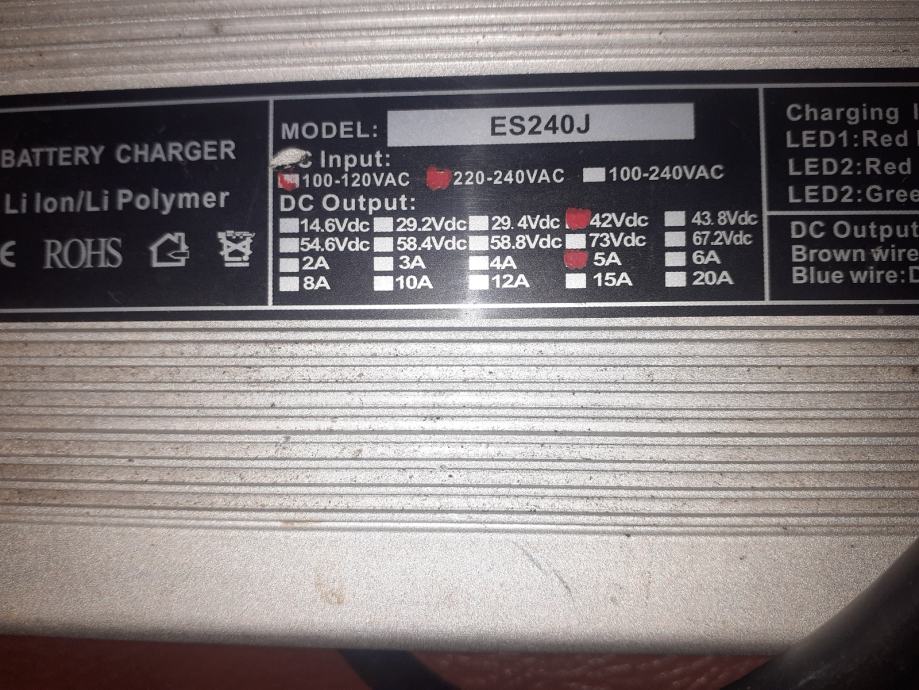 BATTERY CHARGER
Li Ion/Li Polymer
CE ROHS
MODEL: ES240J
C Input:
100-120VAC 220-240VAC 100-240VAC
DC Output:
14.6Vdc 29.2Vdc 29.4Vdc 42Vdc 43.8Vdc
54.6Vdc 58.4Vdc 58.8Vdc 73Vdc 67.2Vdc
2A 3A 4A 5A 6A
8A 10A 12A 15A 20A
Charging
LED1:Red
LED2:Red
LED2:Gree
DC Output
Brown wire
Blue wire: